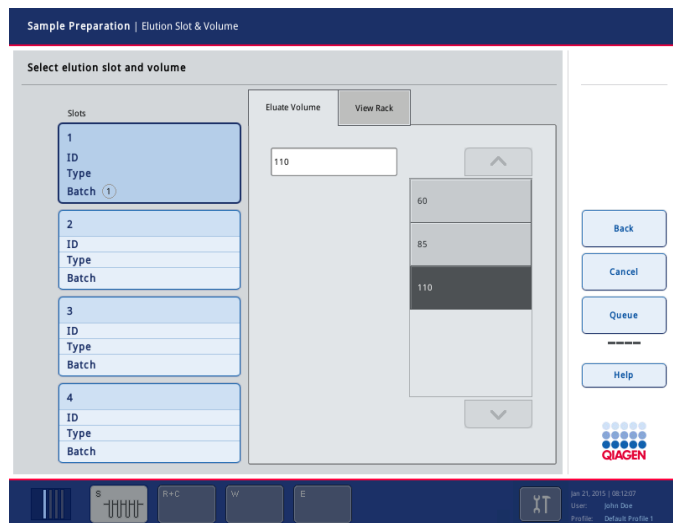 Sample Preparation | Elution Slot & Volume
Select elution slot and volume
Slots
1
ID
Type
Batch 1
2
ID
Type
Batch
3
ID
Type
Batch
4
ID
Type
Batch
Eluate Volume View Rack
110
60
85
110
Back
Cancel
Queue
Help
QIAGEN
S R+C W E
Jan 21, 2015 | 08:12:07
User: John Doe
Profile: Default Profile 1